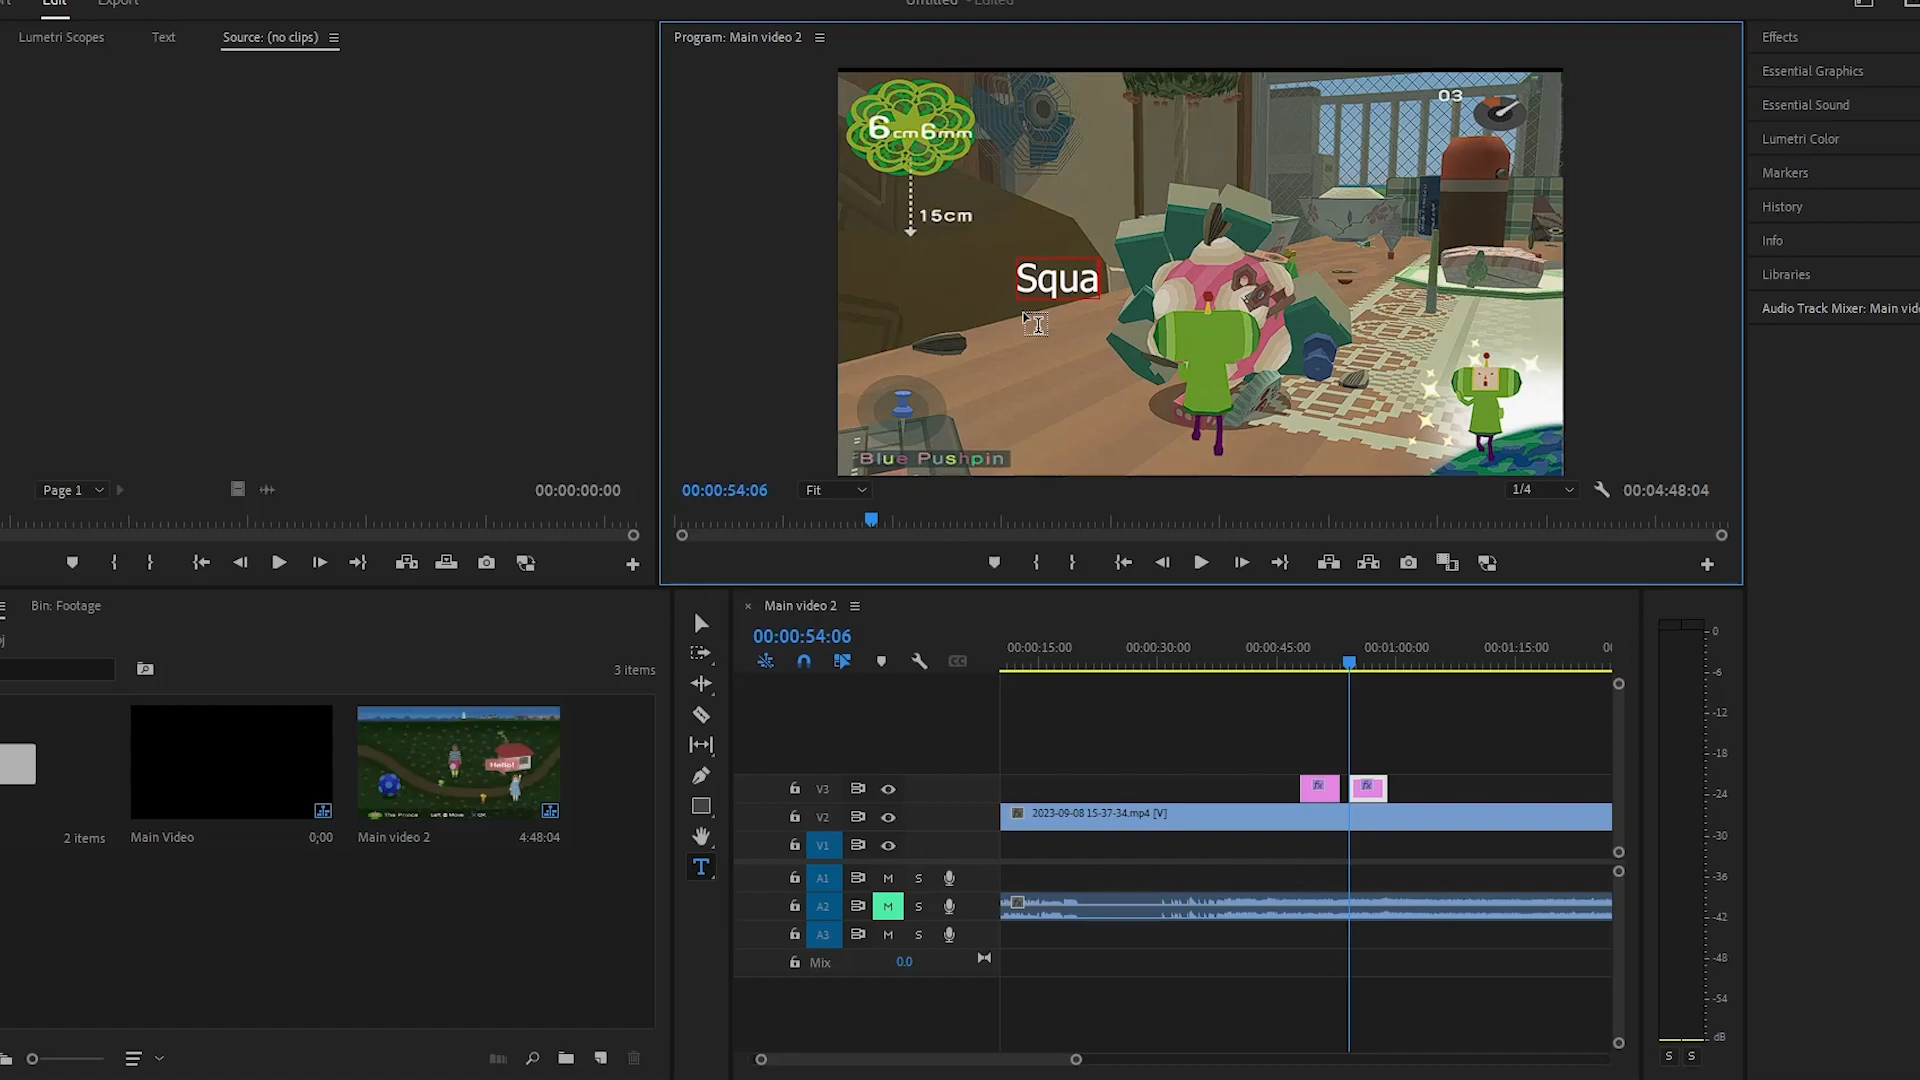 Edit
Export
Untitled - Edited
Lumetri Scopes
Text
Source: (no clips)
Program: Main video 2
Effects
Essential Graphics
Essential Sound
Lumetri Color
Markers
History
Info
Libraries
Audio Track Mixer: Main vid
6cm6mm
15cm
03
Squa
Blue Pushpin
Page 1
00:00:00:00
00:00:54:06
Fit
1/4
00:04:48:04
Bin: Footage
3 items
Hello!
The Prince
2 items
Main Video
0;00
Main video 2
4:48:04
Main video 2
00:00:54:06
00:00:15:00
00:00:30:00
00:00:45:00
00:01:00:00
00:01:15:00
CC
V3
fx
fx
V2
2023-09-08 15-37-34.mp4 [V]
V1
A1 M S
A2 M S
A3 M S
Mix 0.0
0
-6
-12
-18
-24
-30
-36
-42
-48
-54
dB
S S